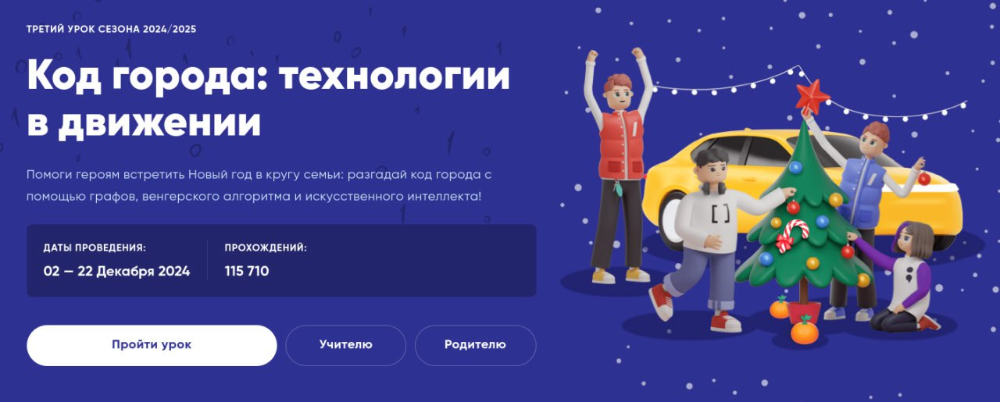 ТРЕТИЙ УРОК СЕЗОНА 2024/2025
Код города: технологии
в движении
Помоги героям встретить Новый год в кругу семьи: разгадай код города с
помощью графов, венгерского алгоритма и искусственного интеллекта!
ДАТЫ ПРОВЕДЕНИЯ:
02 — 22 Декабря 2024
ПРОХОЖДЕНИЙ:
115 710
Пройти урок
Учителю
Родителю
[ ]